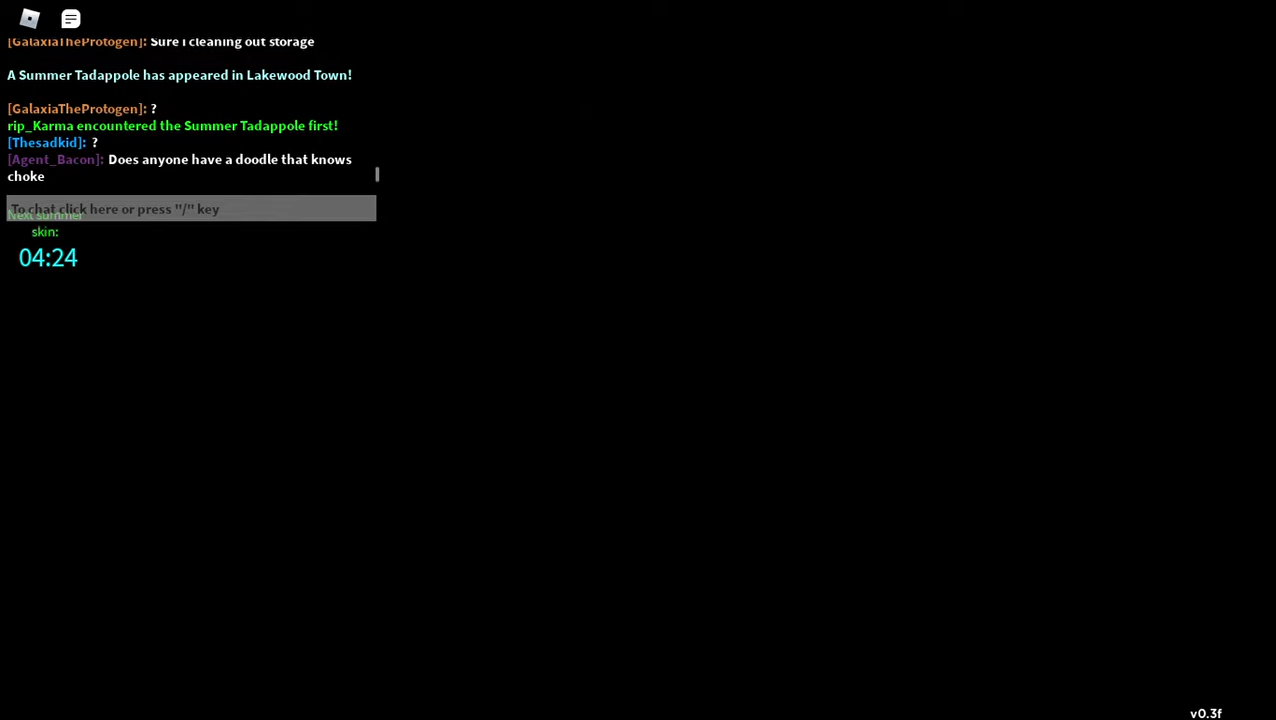 [GalaxiaTheProtogen]: Sure i cleaning out storage
A Summer Tadappole has appeared in Lakewood Town!
[GalaxiaTheProtogen]: ?
rip_Karma encountered the Summer Tadappole first!
[Thesadkid]: ?
[Agent_Bacon]: Does anyone have a doodle that knows
choke
To chat click here or press "/" key
Next summer
skin:
04:24
v0.3f